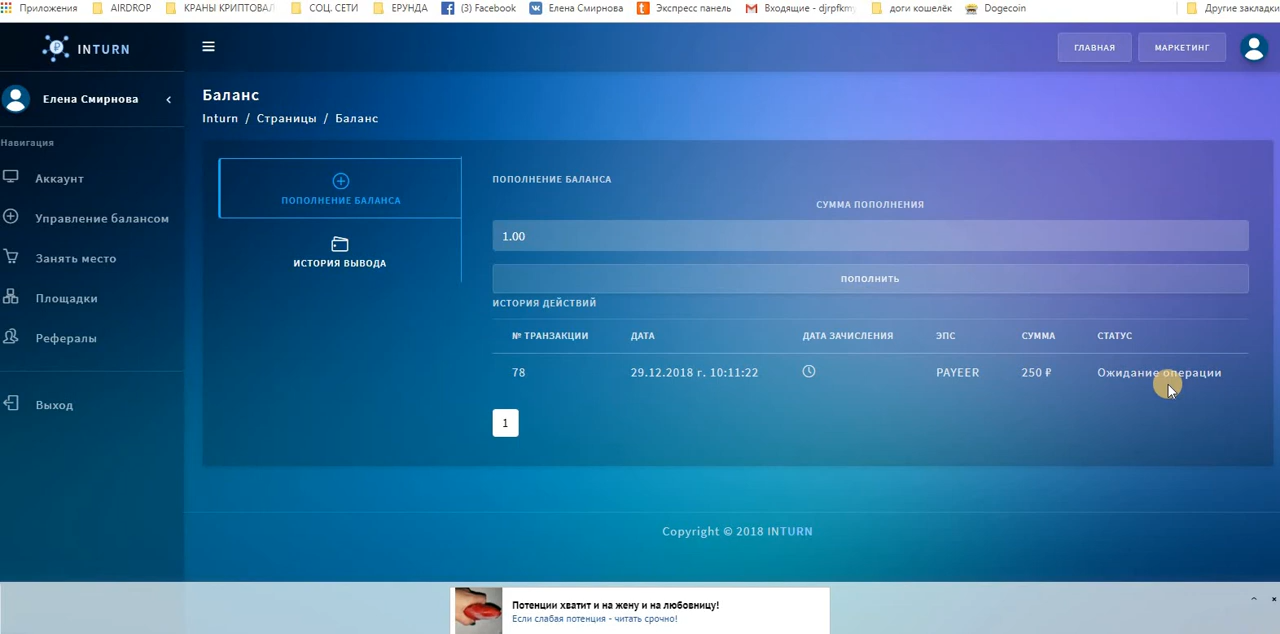 Приложения AIRDROP КРАНЫ КРИПТОВАЛ СОЦ. СЕТИ ЕРУНДА (3) Facebook Елена Смирнова Экспресс панель Входящие - djrpfkmy доги кошелёк Dogecoin Другие закладки
INTURN
ГЛАВНАЯ
МАРКЕТИНГ
Елена Смирнова
Навигация
Аккаунт
Управление балансом
Занять место
Площадки
Рефералы
Выход
Баланс
Inturn / Страницы / Баланс
ПОПОЛНЕНИЕ БАЛАНСА
ИСТОРИЯ ВЫВОДА
ПОПОЛНЕНИЕ БАЛАНСА
СУММА ПОПОЛНЕНИЯ
1.00
ПОПОЛНИТЬ
ИСТОРИЯ ДЕЙСТВИЙ
№ ТРАНЗАКЦИИ ДАТА ДАТА ЗАЧИСЛЕНИЯ ЭПС СУММА СТАТУС
78 29.12.2018 г. 10:11:22 PAYEER 250 ₽ Ожидание операции
1
Copyright © 2018 INTURN
Потенции хватит и на жену и на любовницу!
Если слабая потенция - читать срочно!